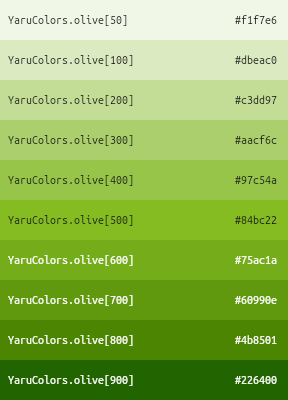 YaruColors.olive[50] #f1f7e6
YaruColors.olive[100] #dbeac0
YaruColors.olive[200] #c3dd97
YaruColors.olive[300] #aacf6c
YaruColors.olive[400] #97c54a
YaruColors.olive[500] #84bc22
YaruColors.olive[600] #75ac1a
YaruColors.olive[700] #60990e
YaruColors.olive[800] #4b8501
YaruColors.olive[900] #226400